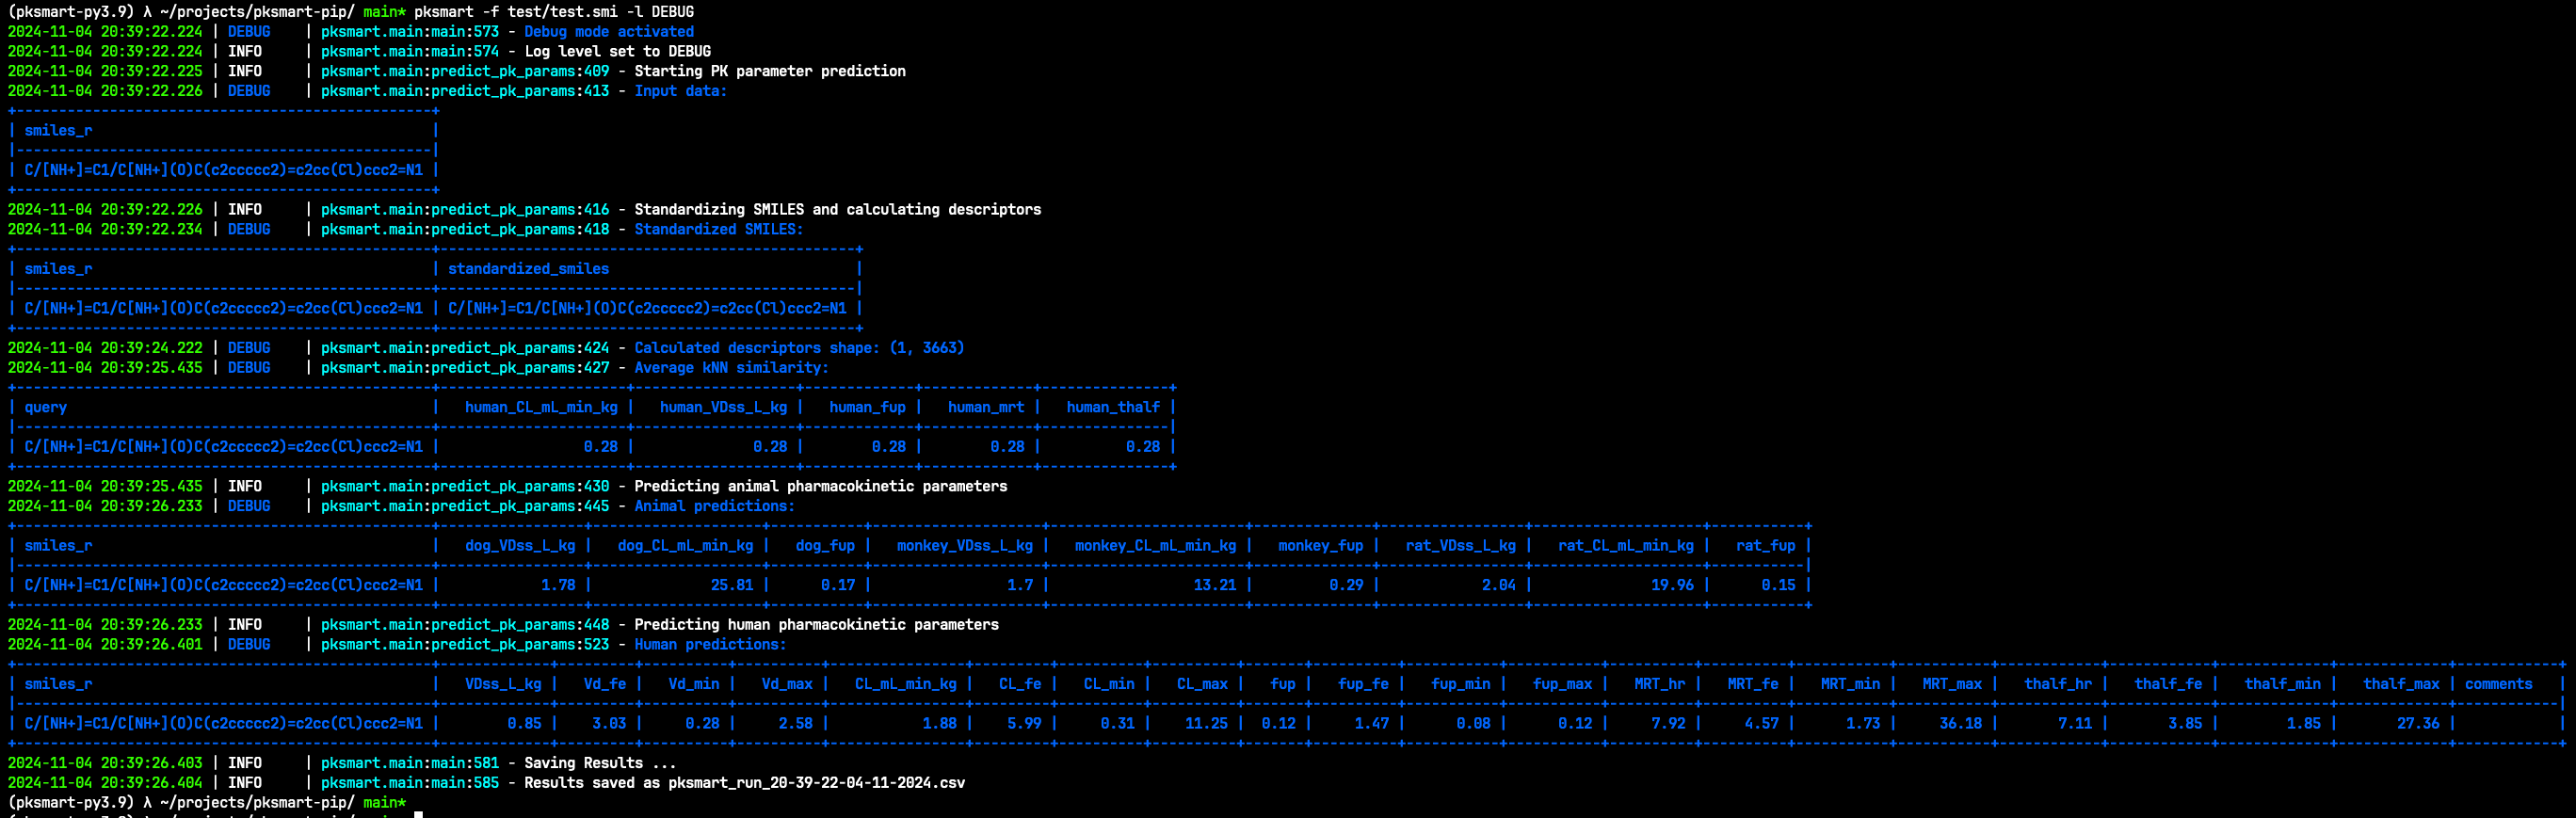 (pksmart-py3.9) λ ~/projects/pksmart-pip/ main* pksmart -f test/test.smi -l DEBUG
2024-11-04 20:39:22.224 | DEBUG    | pksmart.main:main:573 - Debug mode activated
2024-11-04 20:39:22.224 | INFO     | pksmart.main:main:574 - Log level set to DEBUG
2024-11-04 20:39:22.225 | INFO     | pksmart.main:predict_pk_params:409 - Starting PK parameter prediction
2024-11-04 20:39:22.226 | DEBUG    | pksmart.main:predict_pk_params:413 - Input data:
| smiles_r |
| C/[NH+]=C1/C[NH+](O)C(c2ccccc2)=c2cc(Cl)ccc2=N1 |
2024-11-04 20:39:22.226 | INFO     | pksmart.main:predict_pk_params:416 - Standardizing SMILES and calculating descriptors
2024-11-04 20:39:22.234 | DEBUG    | pksmart.main:predict_pk_params:418 - Standardized SMILES:
| smiles_r | standardized_smiles |
| C/[NH+]=C1/C[NH+](O)C(c2ccccc2)=c2cc(Cl)ccc2=N1 | C/[NH+]=C1/C[NH+](O)C(c2ccccc2)=c2cc(Cl)ccc2=N1 |
2024-11-04 20:39:24.222 | DEBUG    | pksmart.main:predict_pk_params:424 - Calculated descriptors shape: (1, 3663)
2024-11-04 20:39:25.435 | DEBUG    | pksmart.main:predict_pk_params:427 - Average kNN similarity:
| query | human_CL_mL_min_kg | human_VDss_L_kg | human_fup | human_mrt | human_thalf |
| C/[NH+]=C1/C[NH+](O)C(c2ccccc2)=c2cc(Cl)ccc2=N1 | 0.28 | 0.28 | 0.28 | 0.28 | 0.28 |
2024-11-04 20:39:25.435 | INFO     | pksmart.main:predict_pk_params:430 - Predicting animal pharmacokinetic parameters
2024-11-04 20:39:26.233 | DEBUG    | pksmart.main:predict_pk_params:445 - Animal predictions:
| smiles_r | dog_VDss_L_kg | dog_CL_mL_min_kg | dog_fup | monkey_VDss_L_kg | monkey_CL_mL_min_kg | monkey_fup | rat_VDss_L_kg | rat_CL_mL_min_kg | rat_fup |
| C/[NH+]=C1/C[NH+](O)C(c2ccccc2)=c2cc(Cl)ccc2=N1 | 1.78 | 25.81 | 0.17 | 1.7 | 13.21 | 0.29 | 2.04 | 19.96 | 0.15 |
2024-11-04 20:39:26.233 | INFO     | pksmart.main:predict_pk_params:448 - Predicting human pharmacokinetic parameters
2024-11-04 20:39:26.401 | DEBUG    | pksmart.main:predict_pk_params:523 - Human predictions:
| smiles_r | VDss_L_kg | Vd_fe | Vd_min | Vd_max | CL_mL_min_kg | CL_fe | CL_min | CL_max | fup | fup_fe | fup_min | fup_max | MRT_hr | MRT_fe | MRT_min | MRT_max | thalf_hr | thalf_fe | thalf_min | thalf_max | comments |
| C/[NH+]=C1/C[NH+](O)C(c2ccccc2)=c2cc(Cl)ccc2=N1 | 0.85 | 3.03 | 0.28 | 2.58 | 1.88 | 5.99 | 0.31 | 11.25 | 0.12 | 1.47 | 0.08 | 0.12 | 7.92 | 4.57 | 1.73 | 36.18 | 7.11 | 3.85 | 1.85 | 27.36 | |
2024-11-04 20:39:26.403 | INFO     | pksmart.main:main:581 - Saving Results ...
2024-11-04 20:39:26.404 | INFO     | pksmart.main:main:585 - Results saved as pksmart_run_20-39-22-04-11-2024.csv
(pksmart-py3.9) λ ~/projects/pksmart-pip/ main*